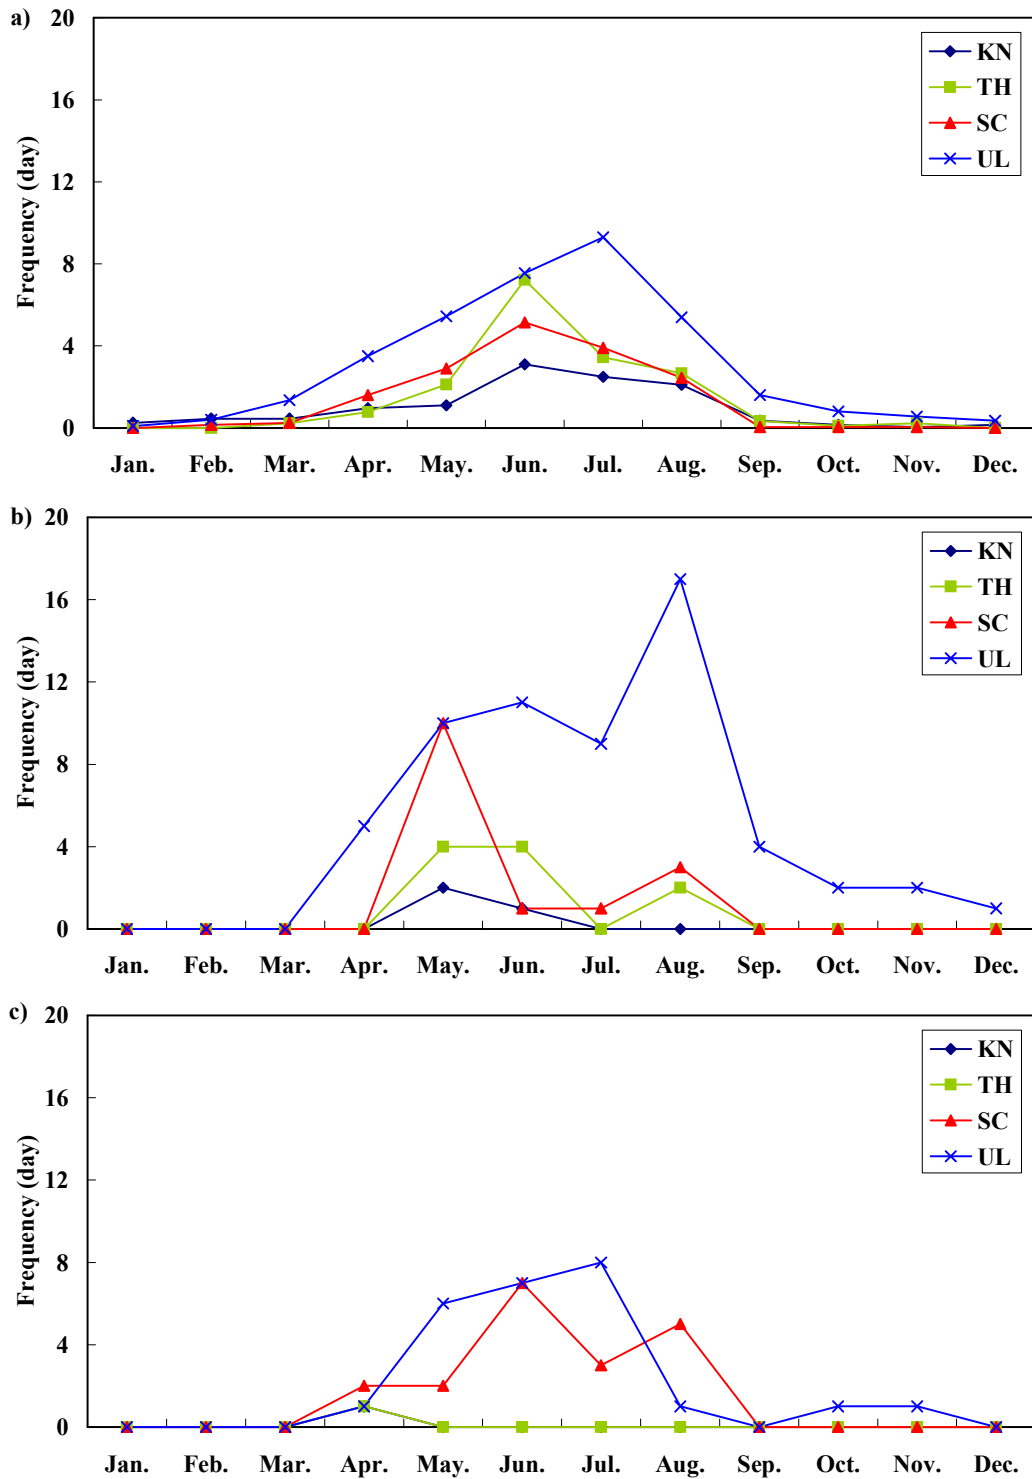 a)
Frequency (day)
20
16
12
8
4
0
KN
TH
SC
UL
Jan. Feb. Mar. Apr. May. Jun. Jul. Aug. Sep. Oct. Nov. Dec.
b)
Frequency (day)
20
16
12
8
4
0
KN
TH
SC
UL
Jan. Feb. Mar. Apr. May. Jun. Jul. Aug. Sep. Oct. Nov. Dec.
c)
Frequency (day)
20
16
12
8
4
0
KN
TH
SC
UL
Jan. Feb. Mar. Apr. May. Jun. Jul. Aug. Sep. Oct. Nov. Dec.